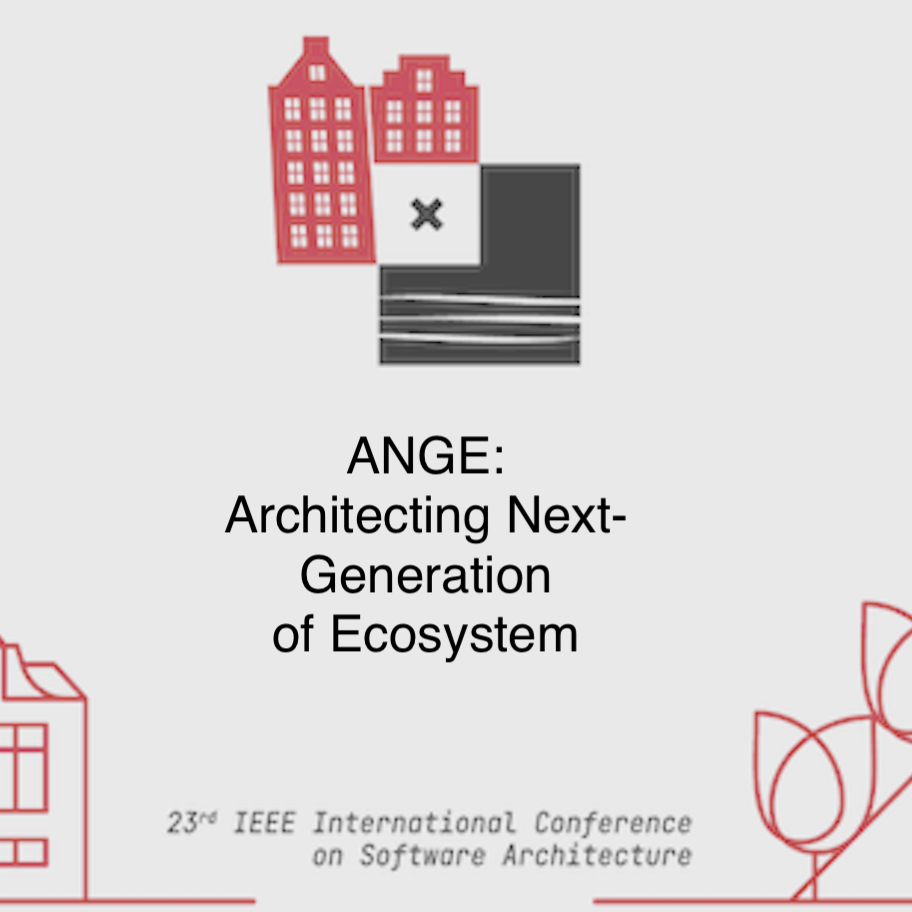 ANGE:
Architecting Next-
Generation
of Ecosystem
23rd IEEE International Conference
on Software Architecture